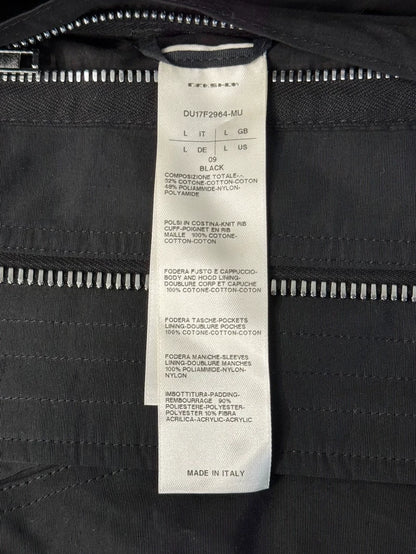 DU17F2964-MU
L IT L GB
L DE L US
09
BLACK
COMPOSIZIONE TOTALE-.-
52% COTONE-COTTON-COTON
48% POLIAMMIDE-NYLON-
POLYAMIDE
POLSI IN COSTINA-KNIT RIB
CUFF-POIGNET EN RIB
MAILLE 100% COTONE-
COTTON-COTON
FODERA FUSTO E CAPPUCCIO-
BODY AND HOOD LINING-
DOUBLURE CORP ET CAPUCHE
100% COTONE-COTTON-COTON
FODERA TASCHE-POCKETS
LINING-DOUBLURE POCHES
100% COTONE-COTTON-COTON
FODERA MANICHE-SLEEVES
LINING-DOUBLURE MANCHES
100% POLIAMMIDE-NYLON-
NYLON
IMBOTTITURA-PADDING-
REMBOURRAGE 90%
POLIESTERE-POLYESTER-
POLYESTER 10% FIBRA
ACRILICA-ACRYLIC-ACRYLIC
MADE IN ITALY